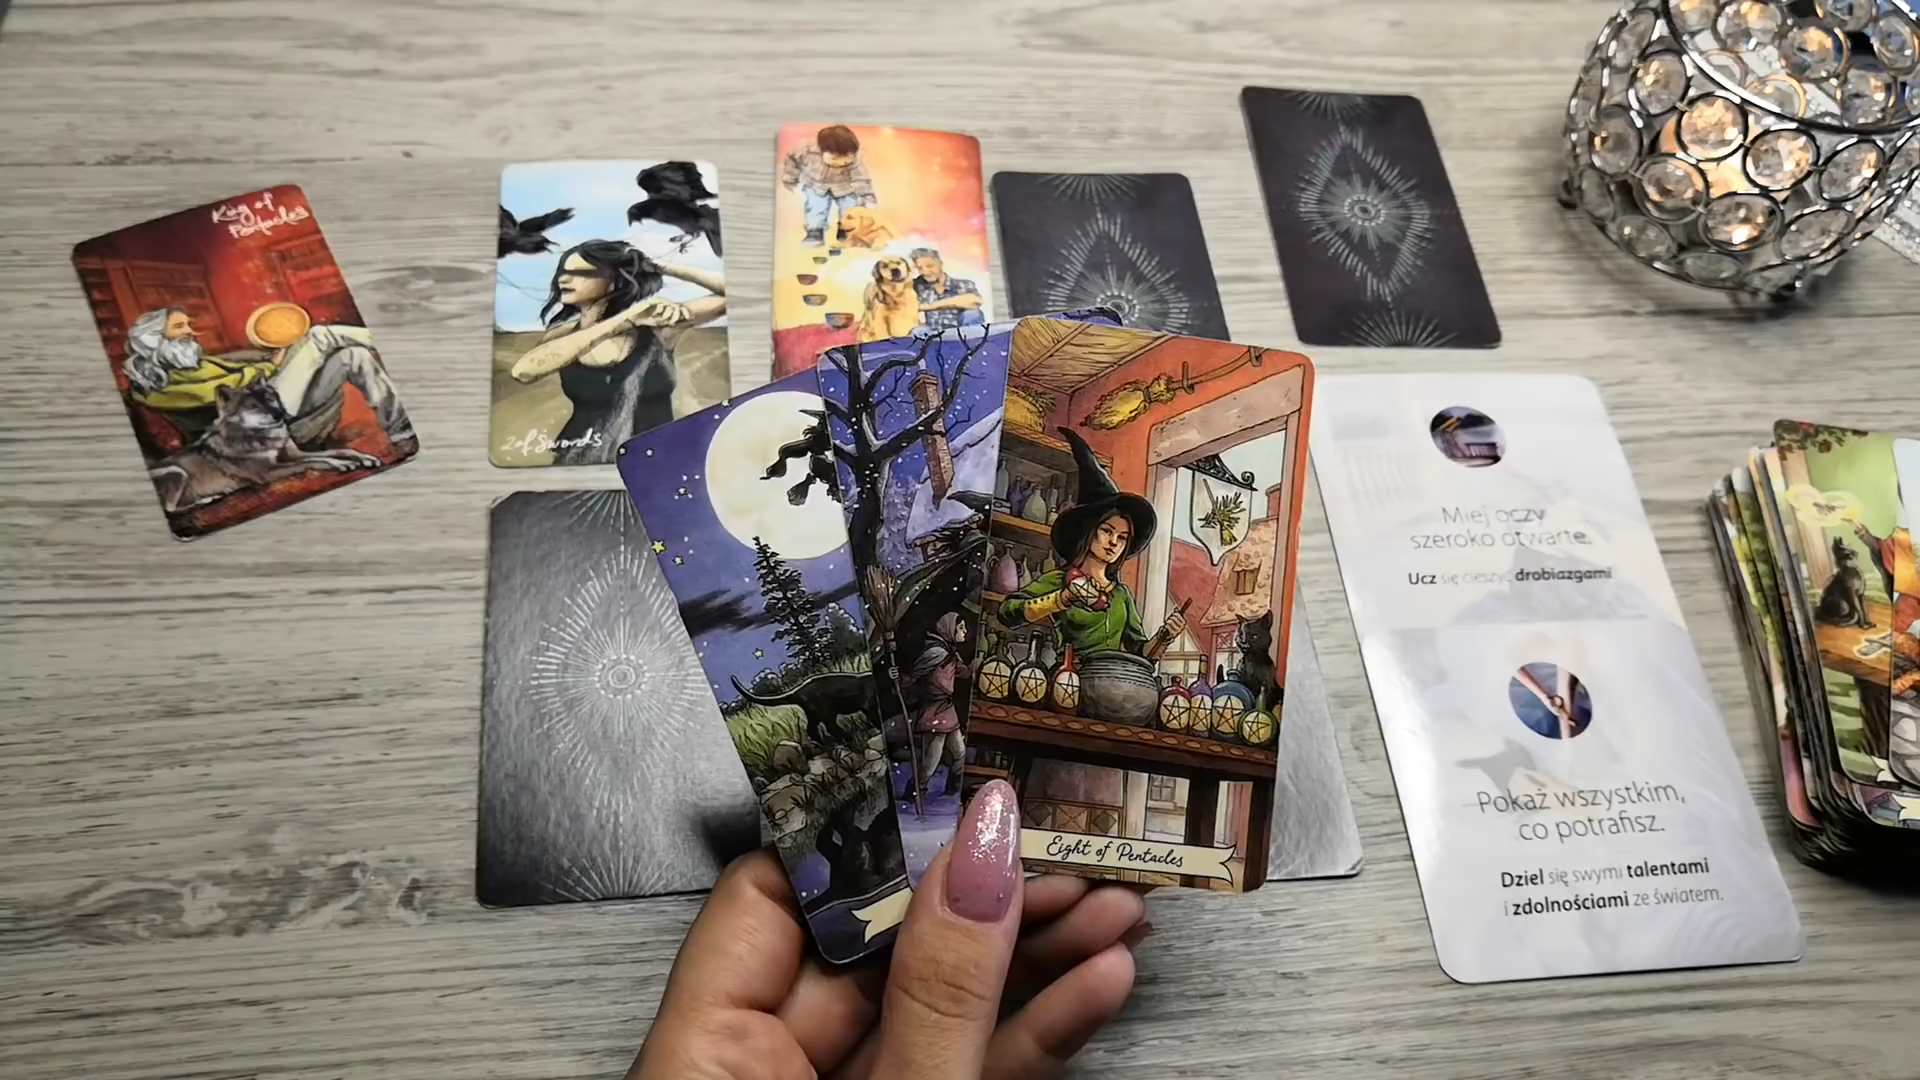 King of
Pentacles
2 of Swords
Eight of Pentacles
Miej oczy
szeroko otwarte.
Ucz się cieszyć drobiazgami
Pokaż wszystkim,
co potrafisz.
Dziel się swymi talentami
i zdolnościami ze światem.